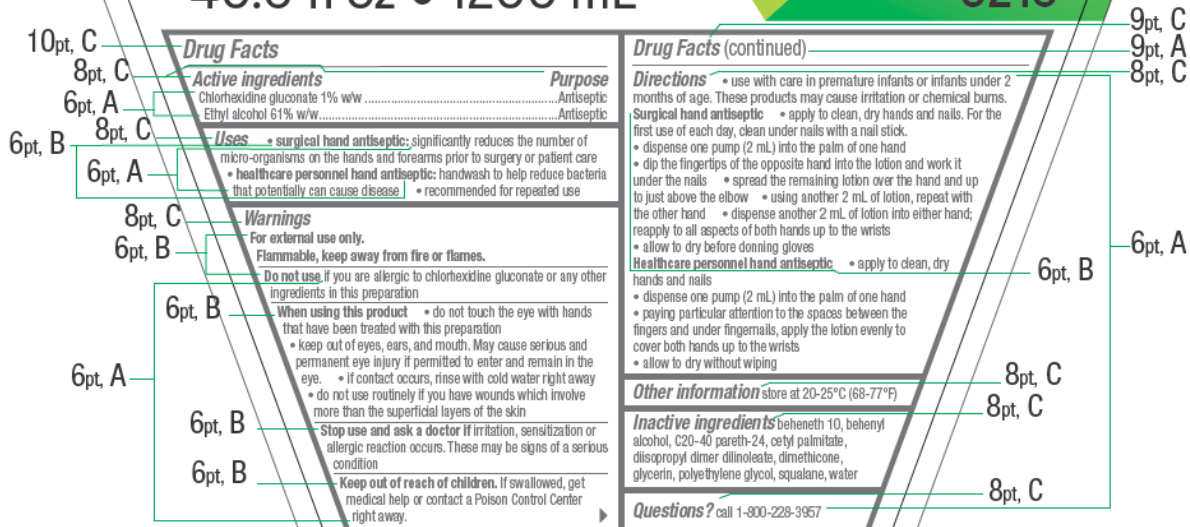 fl oz • 1200 mL
10pt, C
8pt, C
6pt, A
8pt, C
6pt, B
6pt, A
8pt, C
6pt, B
6pt, B
6pt, A
6pt, B
6pt, B
Drug Facts
Active ingredients Purpose
Chlorhexidine gluconate 1% w/w ............................................................Antiseptic
Ethyl alcohol 61% w/w.........................................................................Antiseptic
Uses • surgical hand antiseptic: significantly reduces the number of
micro-organisms on the hands and forearms prior to surgery or patient care
• healthcare personnel hand antiseptic: handwash to help reduce bacteria
that potentially can cause disease • recommended for repeated use
Warnings
For external use only.
Flammable, keep away from fire or flames.
Do not use if you are allergic to chlorhexidine gluconate or any other
ingredients in this preparation
When using this product • do not touch the eye with hands
that have been treated with this preparation
• keep out of eyes, ears, and mouth. May cause serious and
permanent eye injury if permitted to enter and remain in the
eye. • if contact occurs, rinse with cold water right away
• do not use routinely if you have wounds which involve
more than the superficial layers of the skin
Stop use and ask a doctor if irritation, sensitization or
allergic reaction occurs. These may be signs of a serious
condition
Keep out of reach of children. If swallowed, get
medical help or contact a Poison Control Center
right away.
Drug Facts (continued)
Directions • use with care in premature infants or infants under 2
months of age. These products may cause irritation or chemical burns.
Surgical hand antiseptic • apply to clean, dry hands and nails. For the
first use of each day, clean under nails with a nail stick.
• dispense one pump (2 mL) into the palm of one hand
• dip the fingertips of the opposite hand into the lotion and work it
under the nails • spread the remaining lotion over the hand and up
to just above the elbow • using another 2 mL of lotion, repeat with
the other hand • dispense another 2 mL of lotion into either hand;
reapply to all aspects of both hands up to the wrists
• allow to dry before donning gloves
Healthcare personnel hand antiseptic • apply to clean, dry
hands and nails
• dispense one pump (2 mL) into the palm of one hand
• paying particular attention to the spaces between the
fingers and under fingernails, apply the lotion evenly to
cover both hands up to the wrists
• allow to dry without wiping
Other information store at 20-25°C (68-77°F)
Inactive ingredients beheneth 10, behenyl
alcohol, C20-40 pareth-24, cetyl palmitate,
diisopropyl dimer dilinoleate, dimethicone,
glycerin, polyethylene glycol, squalane, water
Questions? call 1-800-228-3957
9pt, C
9pt, A
8pt, C
6pt, A
6pt, B
8pt, C
8pt, C
8pt, C